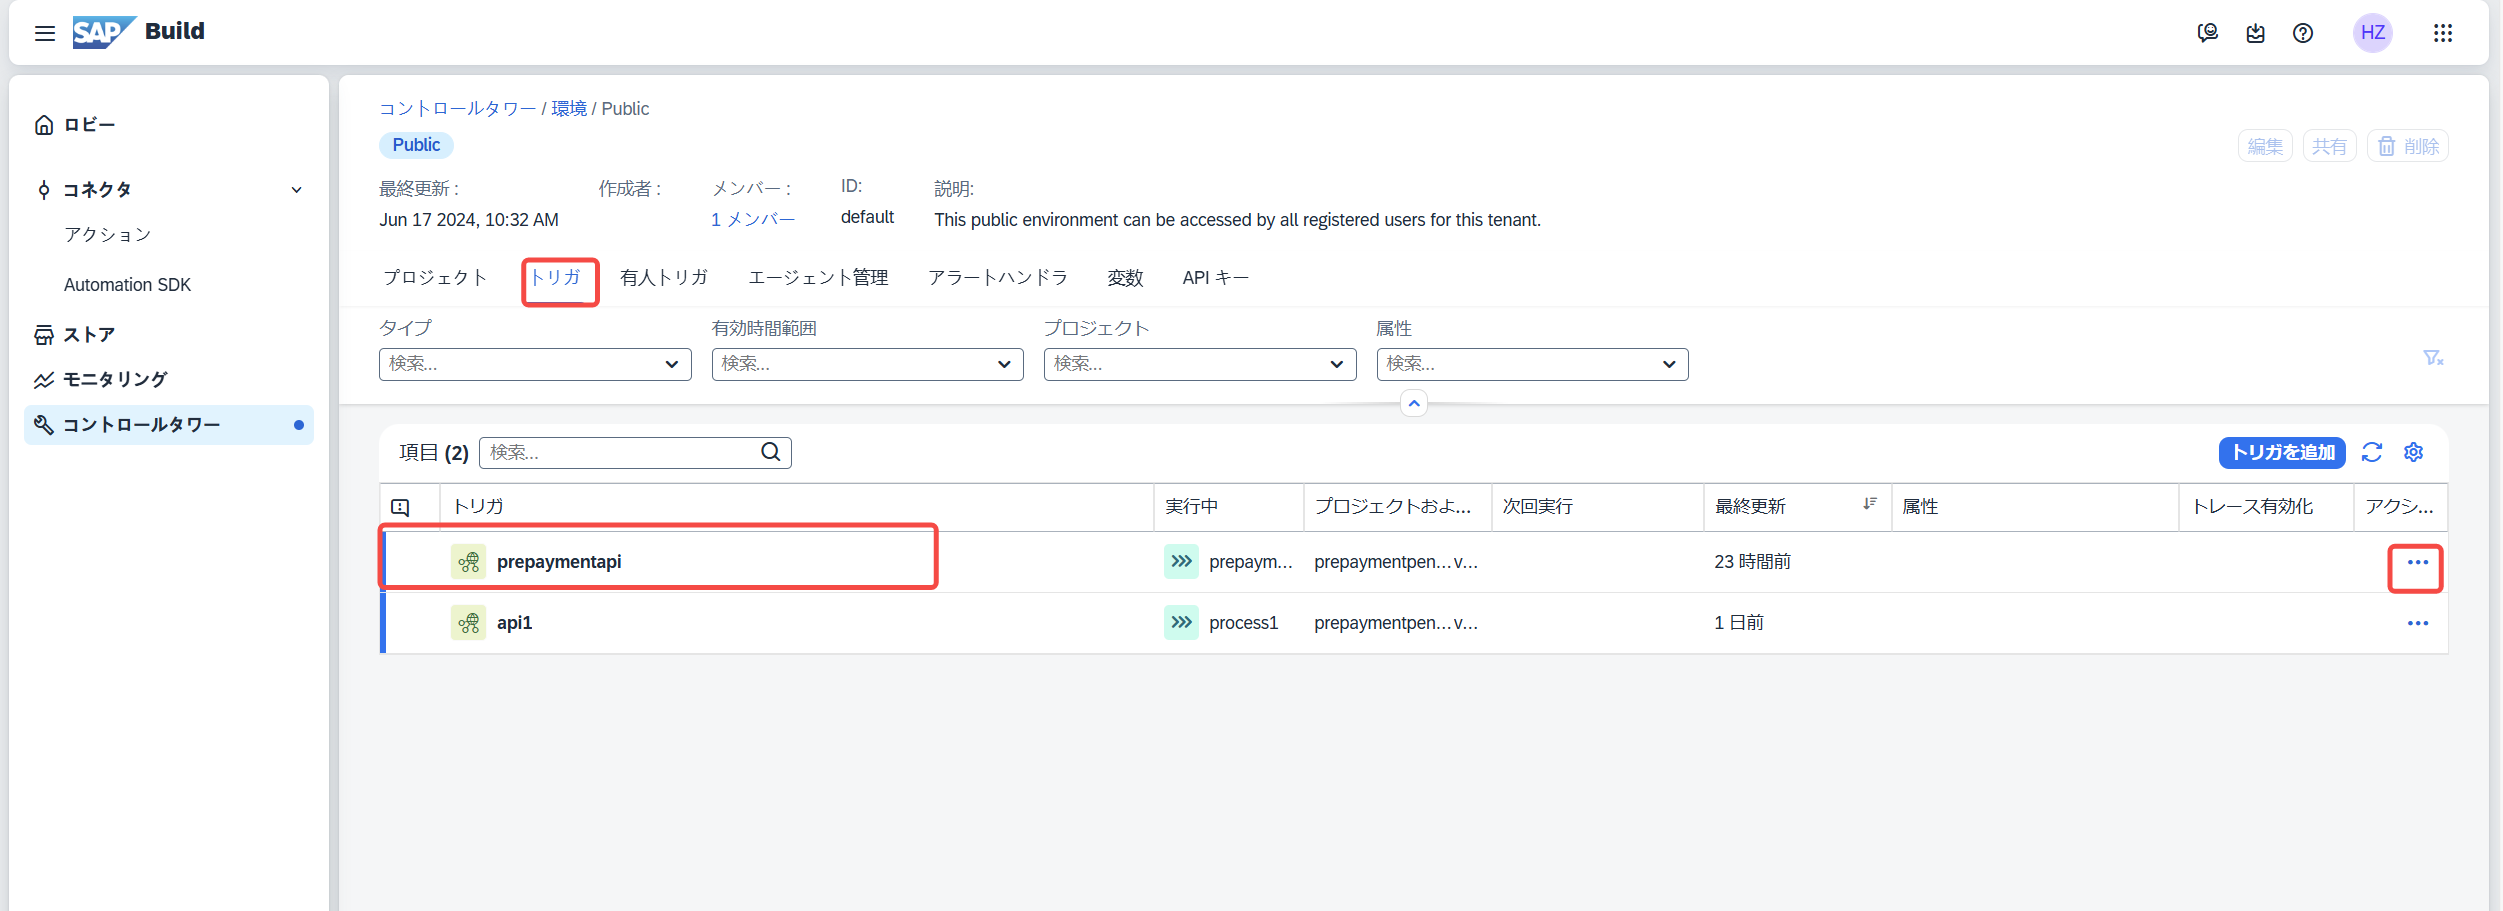 SAP Build
HZ
ロビー
コネクタ
アクション
Automation SDK
ストア
モニタリング
コントロールタワー
コントロールタワー / 環境 / Public
Public
編集 共有 削除
最終更新 : 作成者 : メンバー : ID: 説明:
Jun 17 2024, 10:32 AM 1 メンバー default This public environment can be accessed by all registered users for this tenant.
プロジェクト トリガ 有人トリガ エージェント管理 アラートハンドラ 変数 API キー
タイプ 有効時間範囲 プロジェクト 属性
検索... 検索... 検索... 検索...
項目 (2) 検索... トリガを追加
トリガ 実行中 プロジェクトおよ... 次回実行 最終更新 属性 トレース有効化 アクシ...
prepaymentapi prepaym... prepaymentpen...v... 23 時間前
api1 process1 prepaymentpen...v... 1 日前